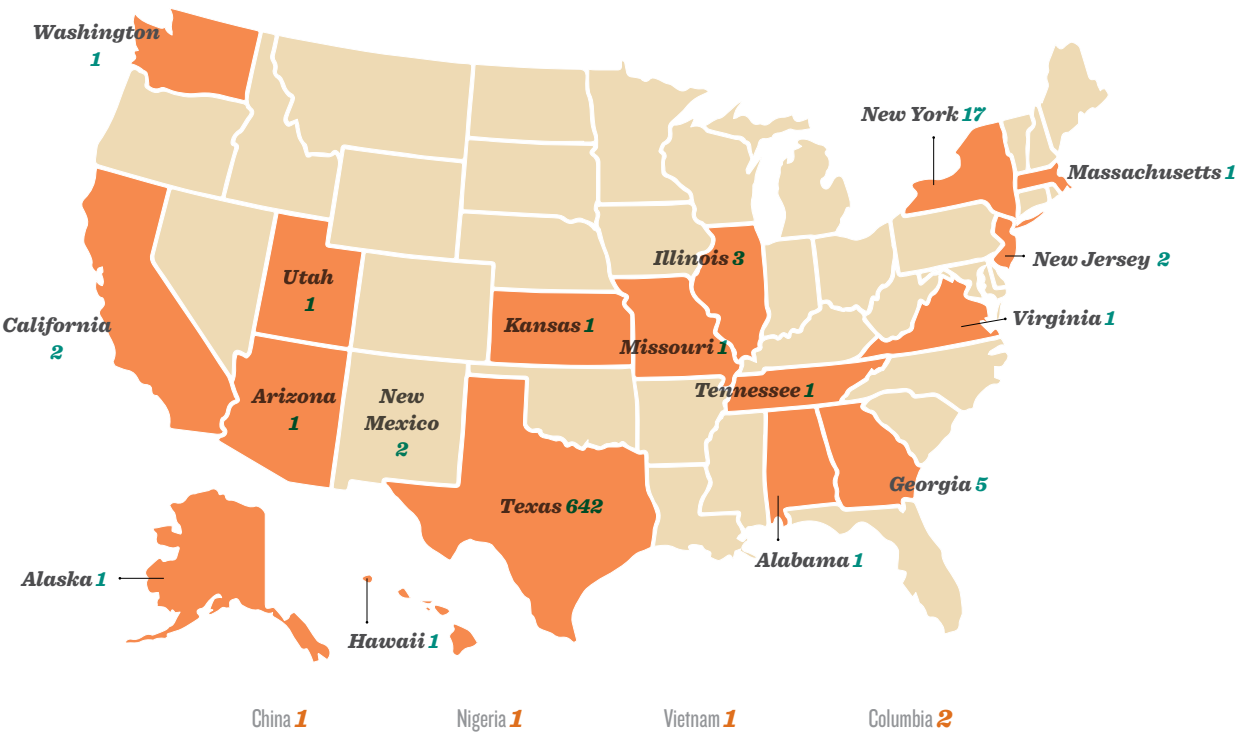 Washington
1
New York 17
Massachusetts 1
Illinois 3
New Jersey 2
Utah
1
Kansas 1
Virginia 1
California
2
Missouri 1
Arizona
1
New
Mexico
2
Tennessee 1
Georgia 5
Texas 642
Alabama 1
Alaska 1
Hawaii 1
China 1
Nigeria 1
Vietnam 1
Columbia 2